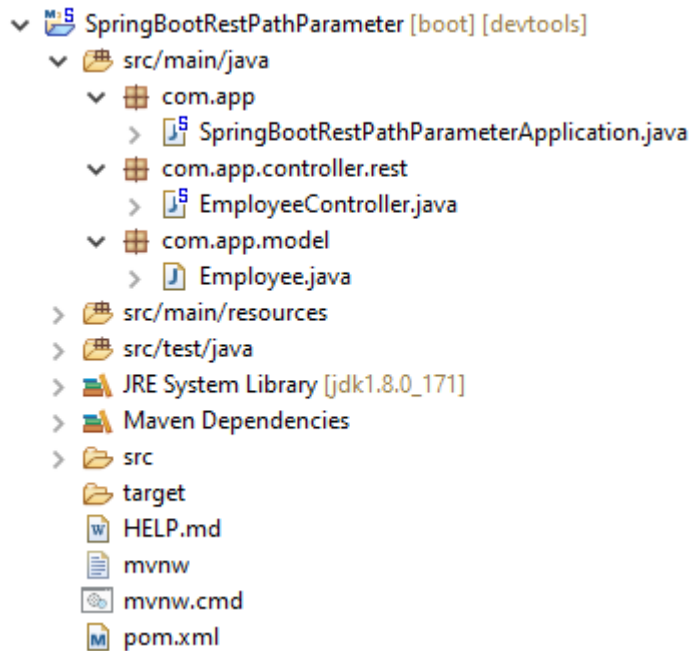 SpringBootRestPathParameter [boot] [devtools]
src/main/java
com.app
SpringBootRestPathParameterApplication.java
com.app.controller.rest
EmployeeController.java
com.app.model
Employee.java
src/main/resources
src/test/java
JRE System Library [jdk1.8.0_171]
Maven Dependencies
src
target
HELP.md
mvnw
mvnw.cmd
pom.xml